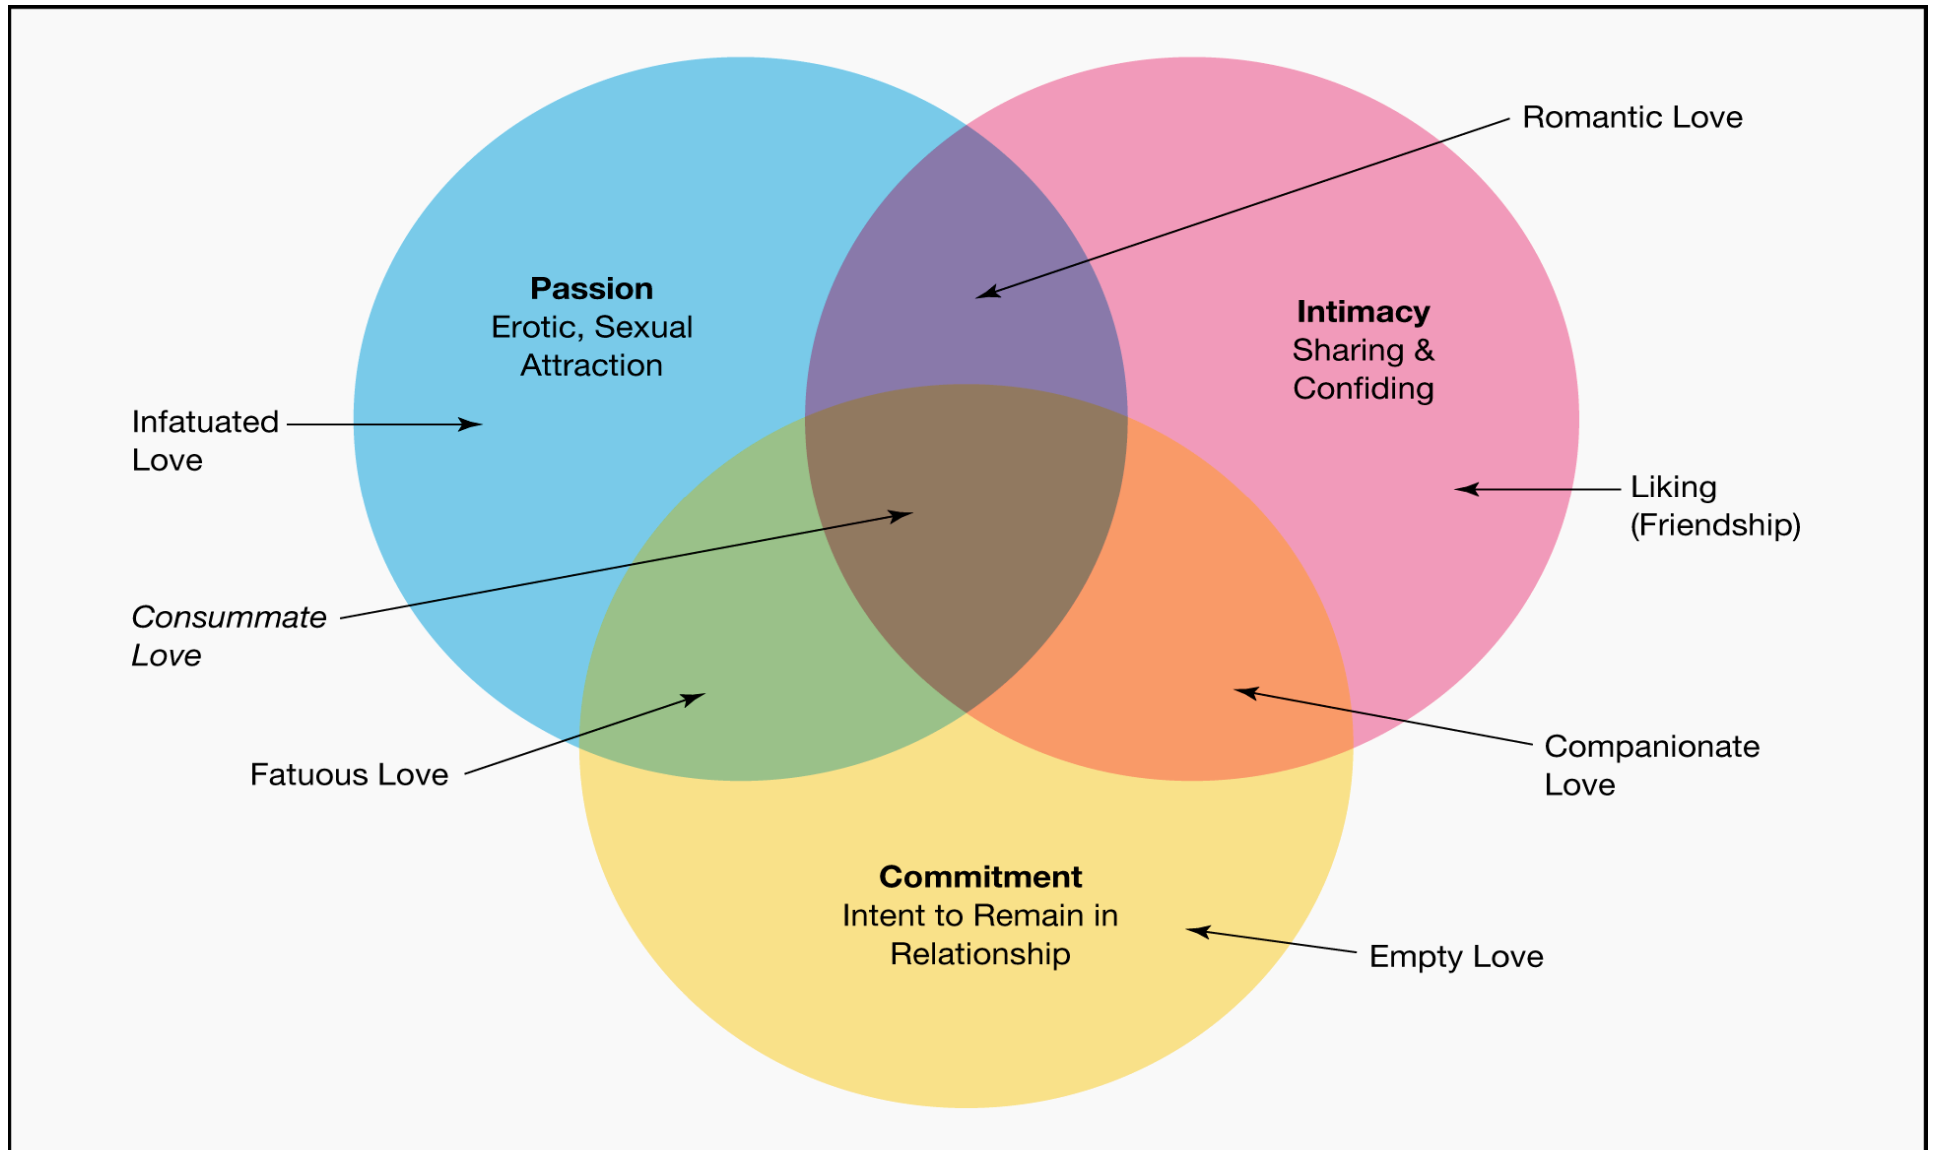 Romantic Love
Passion
Erotic, Sexual
Attraction
Intimacy
Sharing &
Confiding
Infatuated
Love
Liking
(Friendship)
Consummate
Love
Fatuous Love
Companionate
Love
Commitment
Intent to Remain in
Relationship
Empty Love